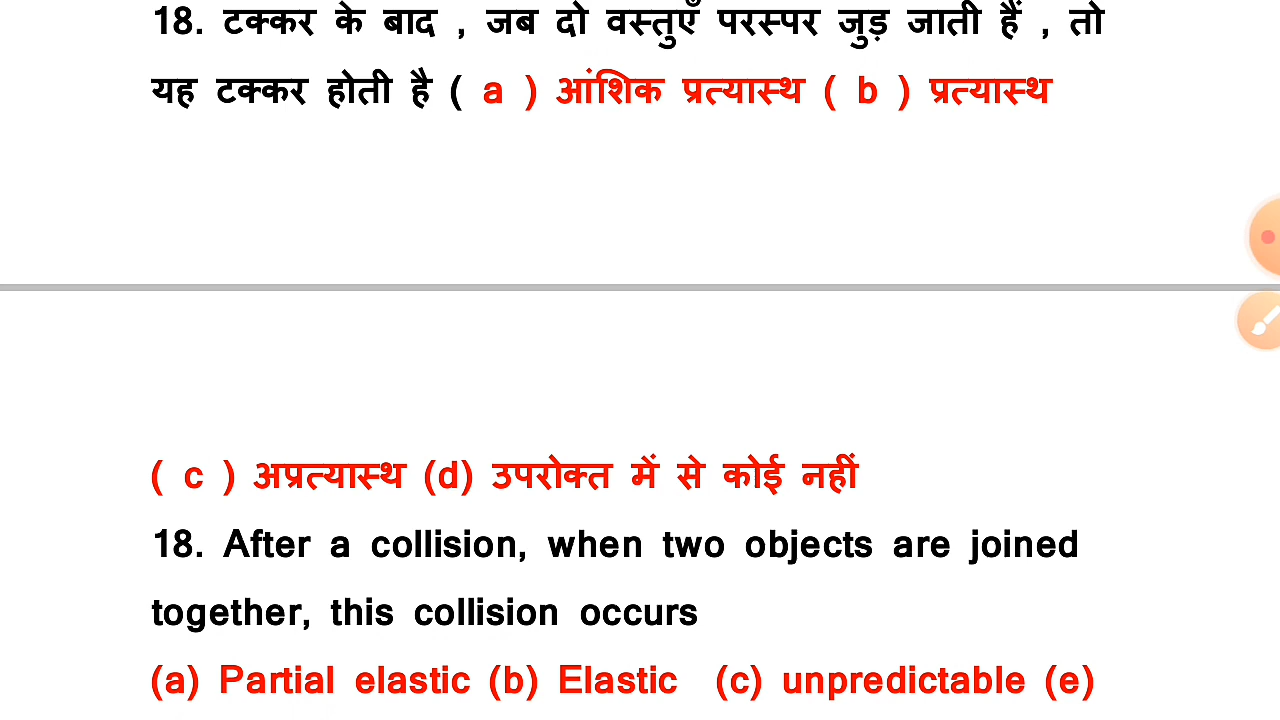 18. टक्कर के बाद , जब दो वस्तुएँ परस्पर जुड़ जाती हैं , तो
यह टक्कर होती है ( a ) आंशिक प्रत्यास्थ ( b ) प्रत्यास्थ
( c ) अप्रत्यास्थ (d) उपरोक्त में से कोई नहीं
18. After a collision, when two objects are joined
together, this collision occurs
(a) Partial elastic (b) Elastic (c) unpredictable (e)